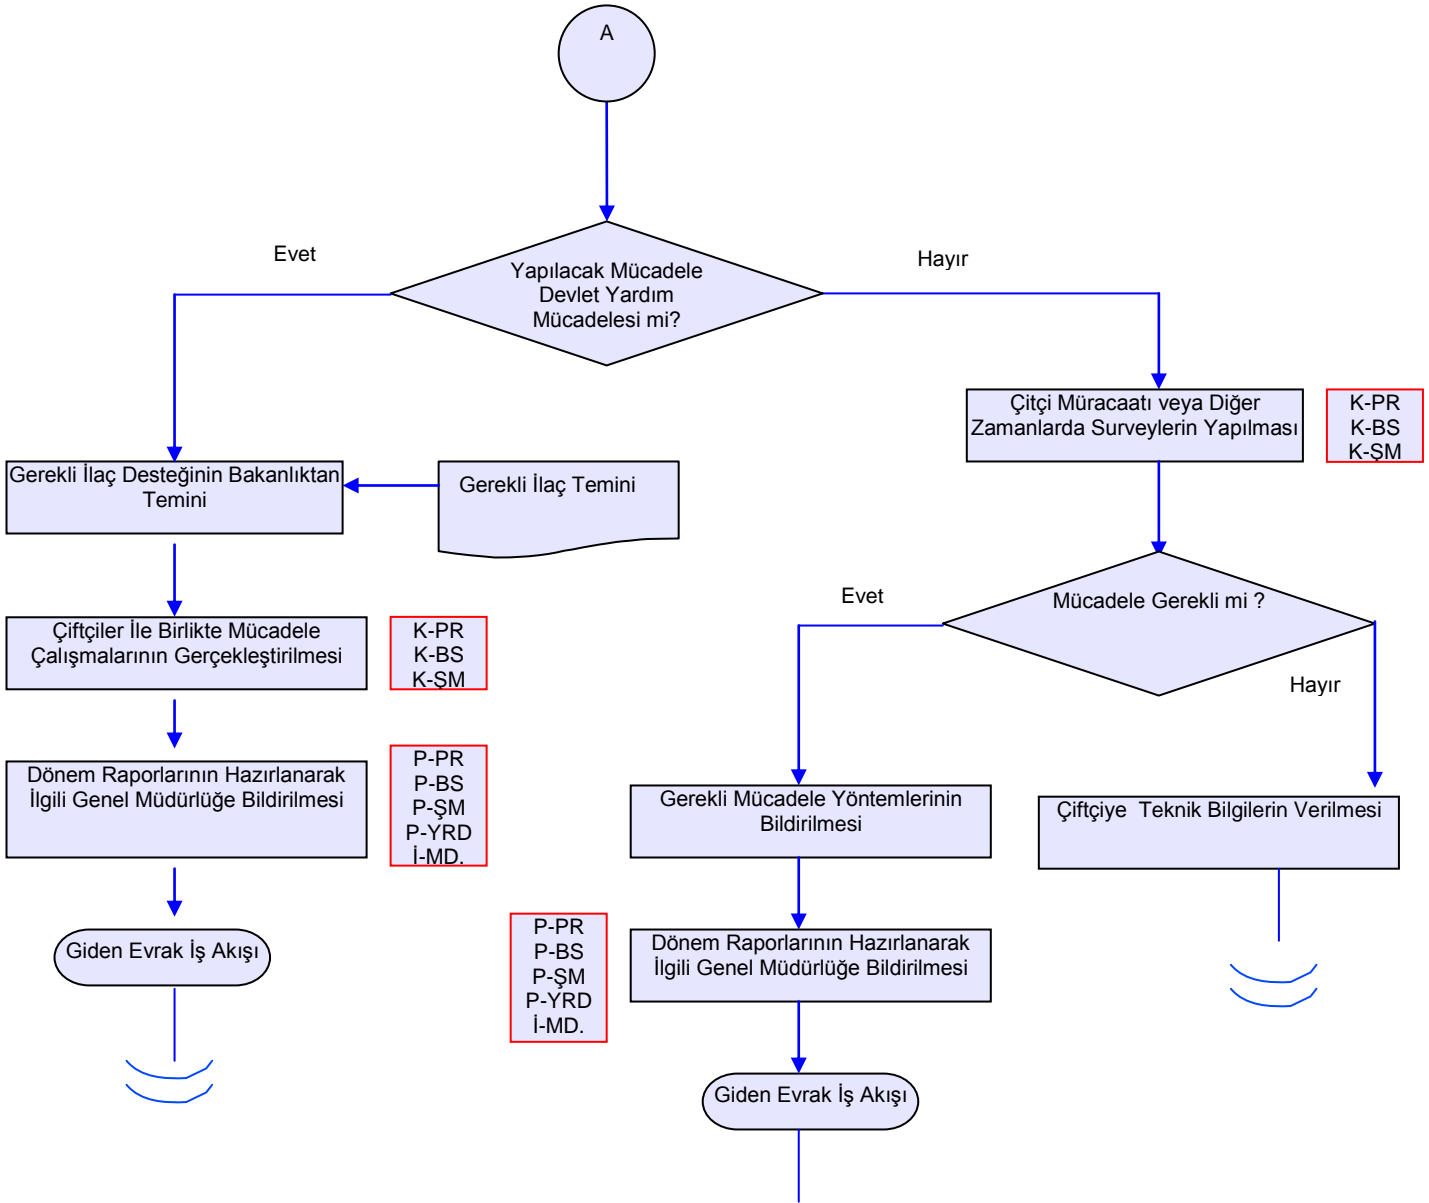 A
Evet
Yapılacak Mücadele
Devlet Yardım
Mücadelesi mi?
Hayır
Çitçi Müracaatı veya Diğer
Zamanlarda Surveylerin Yapılması
K-PR
K-BS
K-ŞM
Gerekli İlaç Desteğinin Bakanlıktan
Temini
Gerekli İlaç Temini
Çiftçiler İle Birlikte Mücadele
Çalışmalarının Gerçekleştirilmesi
K-PR
K-BS
K-ŞM
Evet
Mücadele Gerekli mi ?
Hayır
Dönem Raporlarının Hazırlanarak
İlgili Genel Müdürlüğe Bildirilmesi
P-PR
P-BS
P-ŞM
P-YRD
İ-MD.
Gerekli Mücadele Yöntemlerinin
Bildirilmesi
Çiftçiye  Teknik Bilgilerin Verilmesi
Giden Evrak İş Akışı
P-PR
P-BS
P-ŞM
P-YRD
İ-MD.
Dönem Raporlarının Hazırlanarak
İlgili Genel Müdürlüğe Bildirilmesi
Giden Evrak İş Akışı